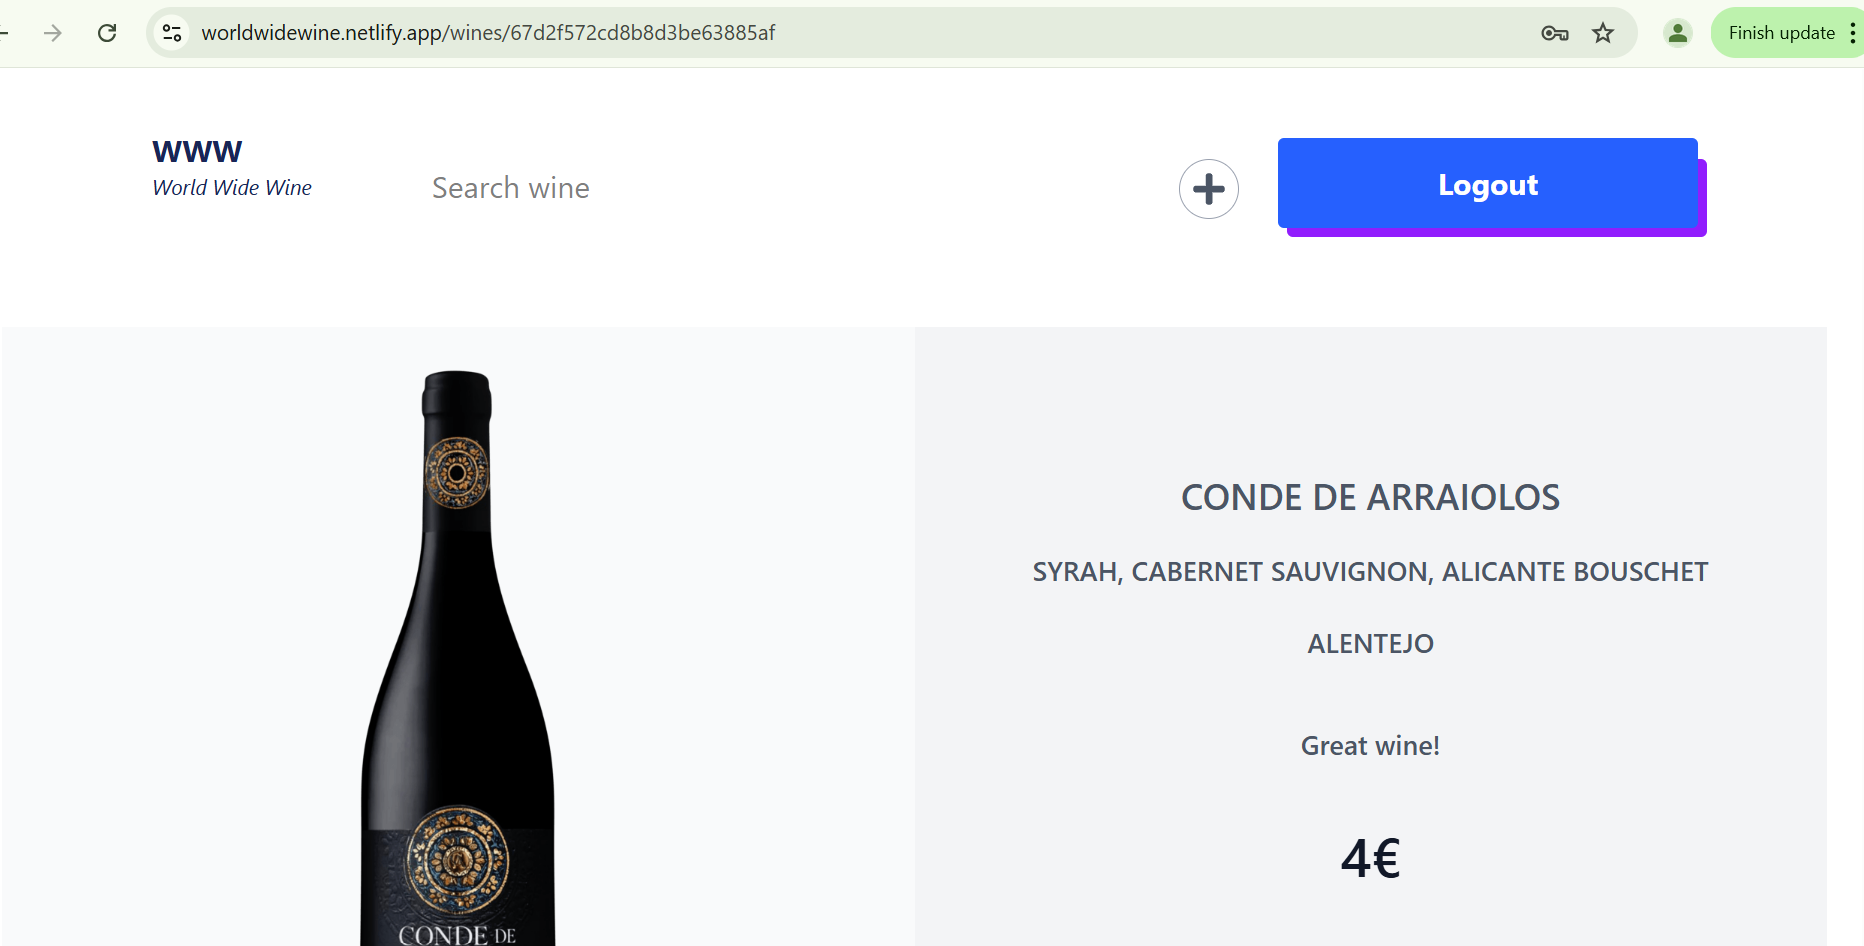 worldwidewine.netlify.app/wines/67d2f572cd8b8d3be63885af
Finish update
WWW
World Wide Wine
Search wine
Logout
CONDE DE ARRAIOLOS
SYRAH, CABERNET SAUVIGNON, ALICANTE BOUSCHET
ALENTEJO
Great wine!
4€
CONDE DE